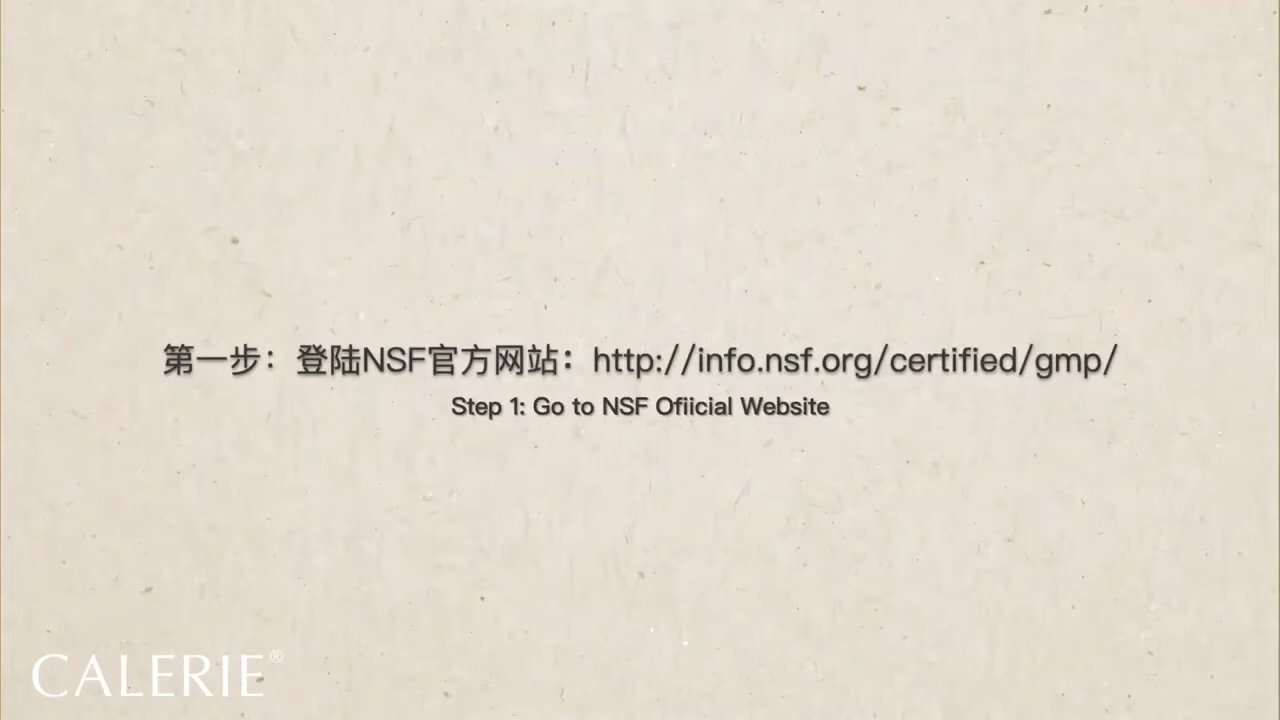 第一步：登陆NSF官方网站：http://info.nsf.org/certified/gmp/
Step 1: Go to NSF Ofiicial Website
CALERIE®